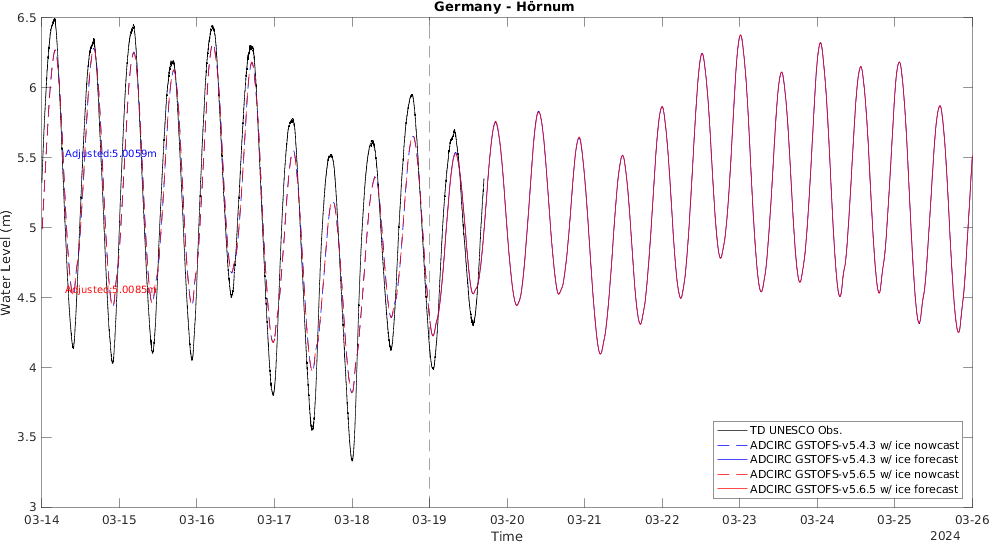 Germany - Hörnum
6.5
6
5.5
5
4.5
4
3.5
3
Water Level (m)
Adjusted:5.0059m
Adjusted:5.0085m
TD UNESCO Obs.
ADCIRC GSTOFS-v5.4.3 w/ ice nowcast
ADCIRC GSTOFS-v5.4.3 w/ ice forecast
ADCIRC GSTOFS-v5.6.5 w/ ice nowcast
ADCIRC GSTOFS-v5.6.5 w/ ice forecast
03-14 03-15 03-16 03-17 03-18 03-19 03-20 03-21 03-22 03-23 03-24 03-25 03-26
Time
2024